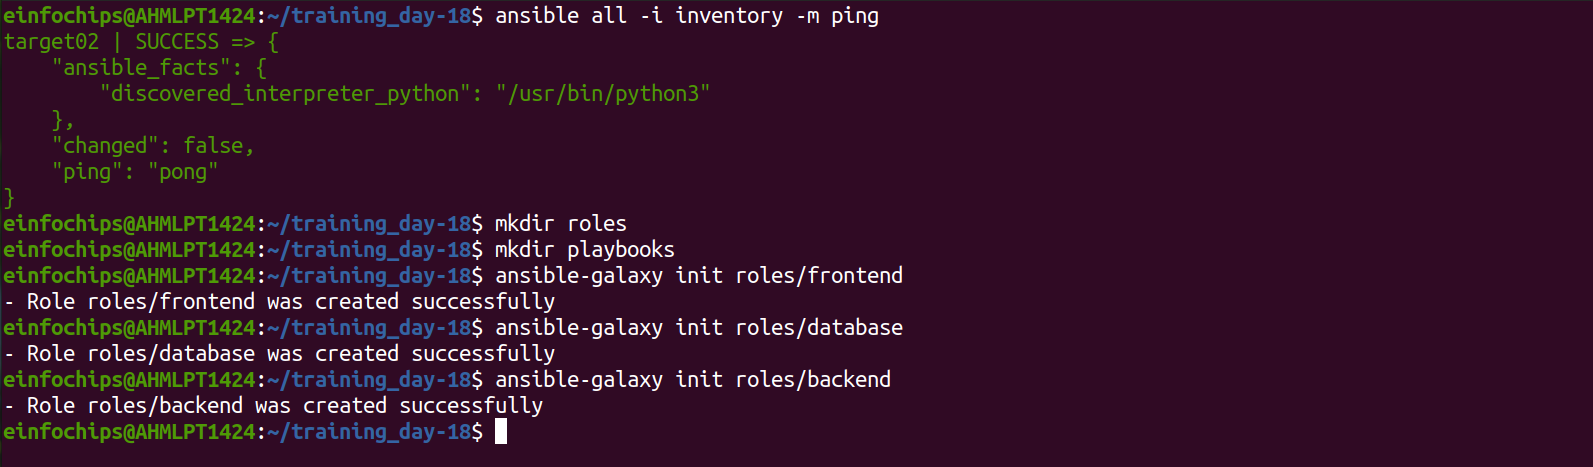 einfochips@AHMLPT1424:~/training_day-18$ ansible all -i inventory -m ping
target02 | SUCCESS => {
    "ansible_facts": {
        "discovered_interpreter_python": "/usr/bin/python3"
    },
    "changed": false,
    "ping": "pong"
}
einfochips@AHMLPT1424:~/training_day-18$ mkdir roles
einfochips@AHMLPT1424:~/training_day-18$ mkdir playbooks
einfochips@AHMLPT1424:~/training_day-18$ ansible-galaxy init roles/frontend
- Role roles/frontend was created successfully
einfochips@AHMLPT1424:~/training_day-18$ ansible-galaxy init roles/database
- Role roles/database was created successfully
einfochips@AHMLPT1424:~/training_day-18$ ansible-galaxy init roles/backend
- Role roles/backend was created successfully
einfochips@AHMLPT1424:~/training_day-18$